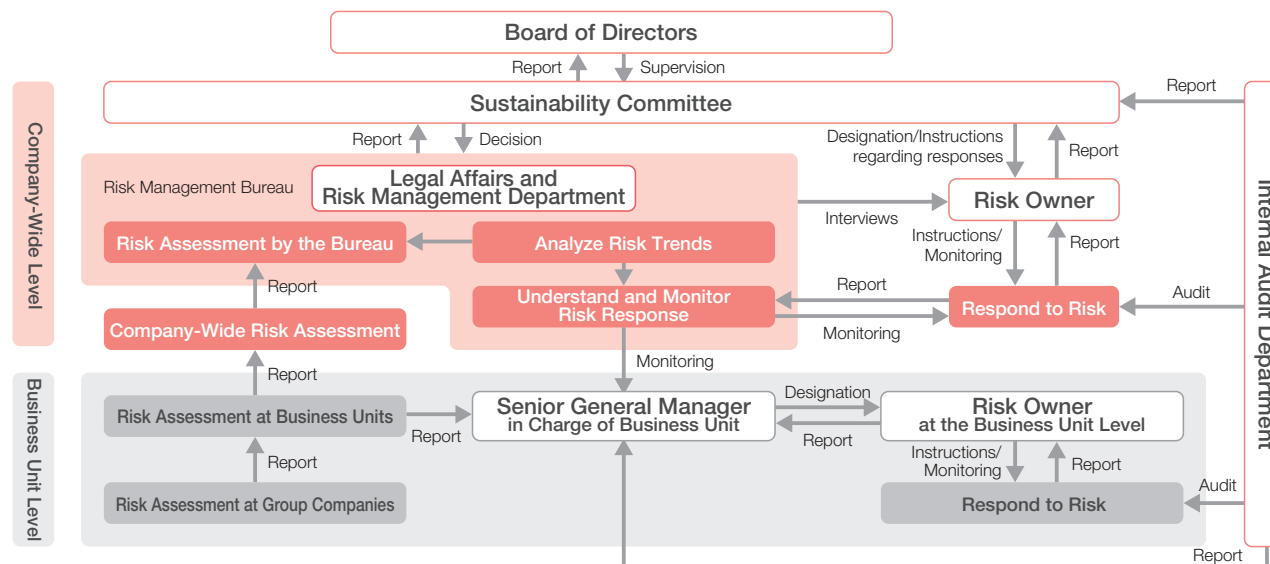 Board of Directors
Report
Supervision
Sustainability Committee
Report
Company-Wide Level
Report
Decision
Designation/Instructions
regarding responses
Report
Risk Management Bureau
Legal Affairs and
Risk Management Department
Interviews
Risk Owner
Risk Assessment by the Bureau
Analyze Risk Trends
Instructions/
Monitoring
Report
Report
Understand and Monitor
Risk Response
Report
Respond to Risk
Audit
Company-Wide Risk Assessment
Monitoring
Internal Audit Department
Report
Monitoring
Business Unit Level
Risk Assessment at Business Units
Report
Senior General Manager
in Charge of Business Unit
Designation
Report
Risk Owner
at the Business Unit Level
Report
Instructions/
Monitoring
Report
Risk Assessment at Group Companies
Respond to Risk
Audit
Report